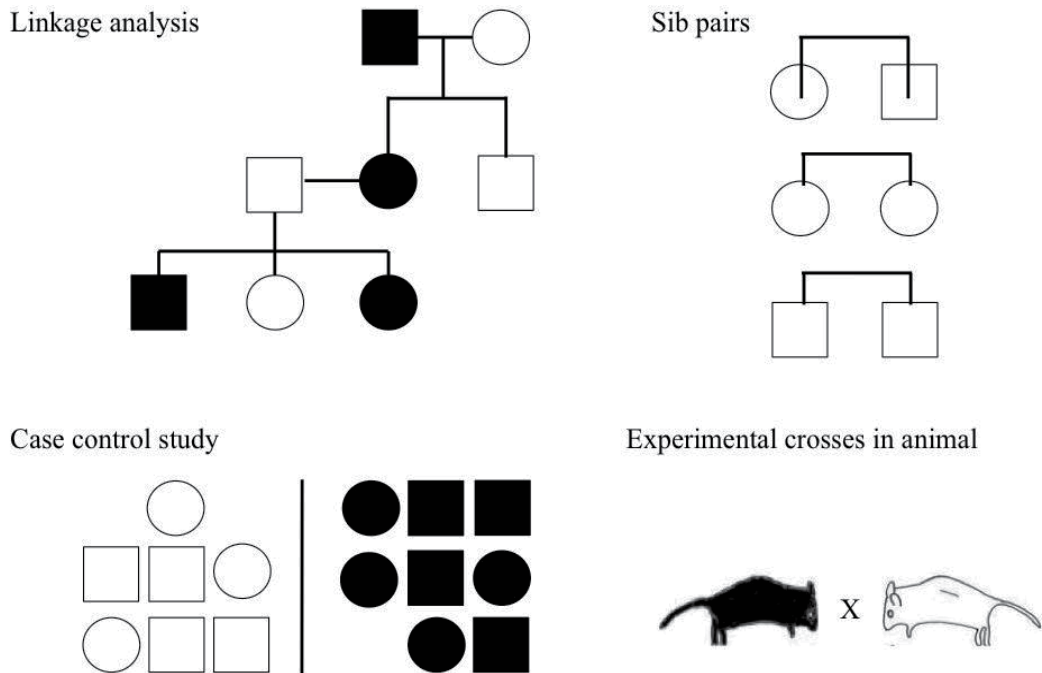 Linkage analysis
Sib pairs
Case control study
Experimental crosses in animal
X